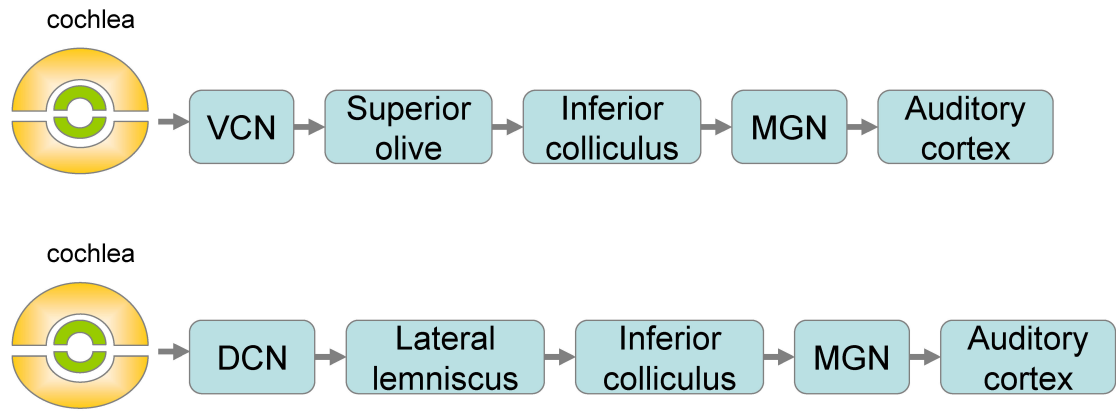 cochlea
VCN
Superior
olive
Inferior
colliculus
MGN
Auditory
cortex
cochlea
DCN
Lateral
lemniscus
Inferior
colliculus
MGN
Auditory
cortex